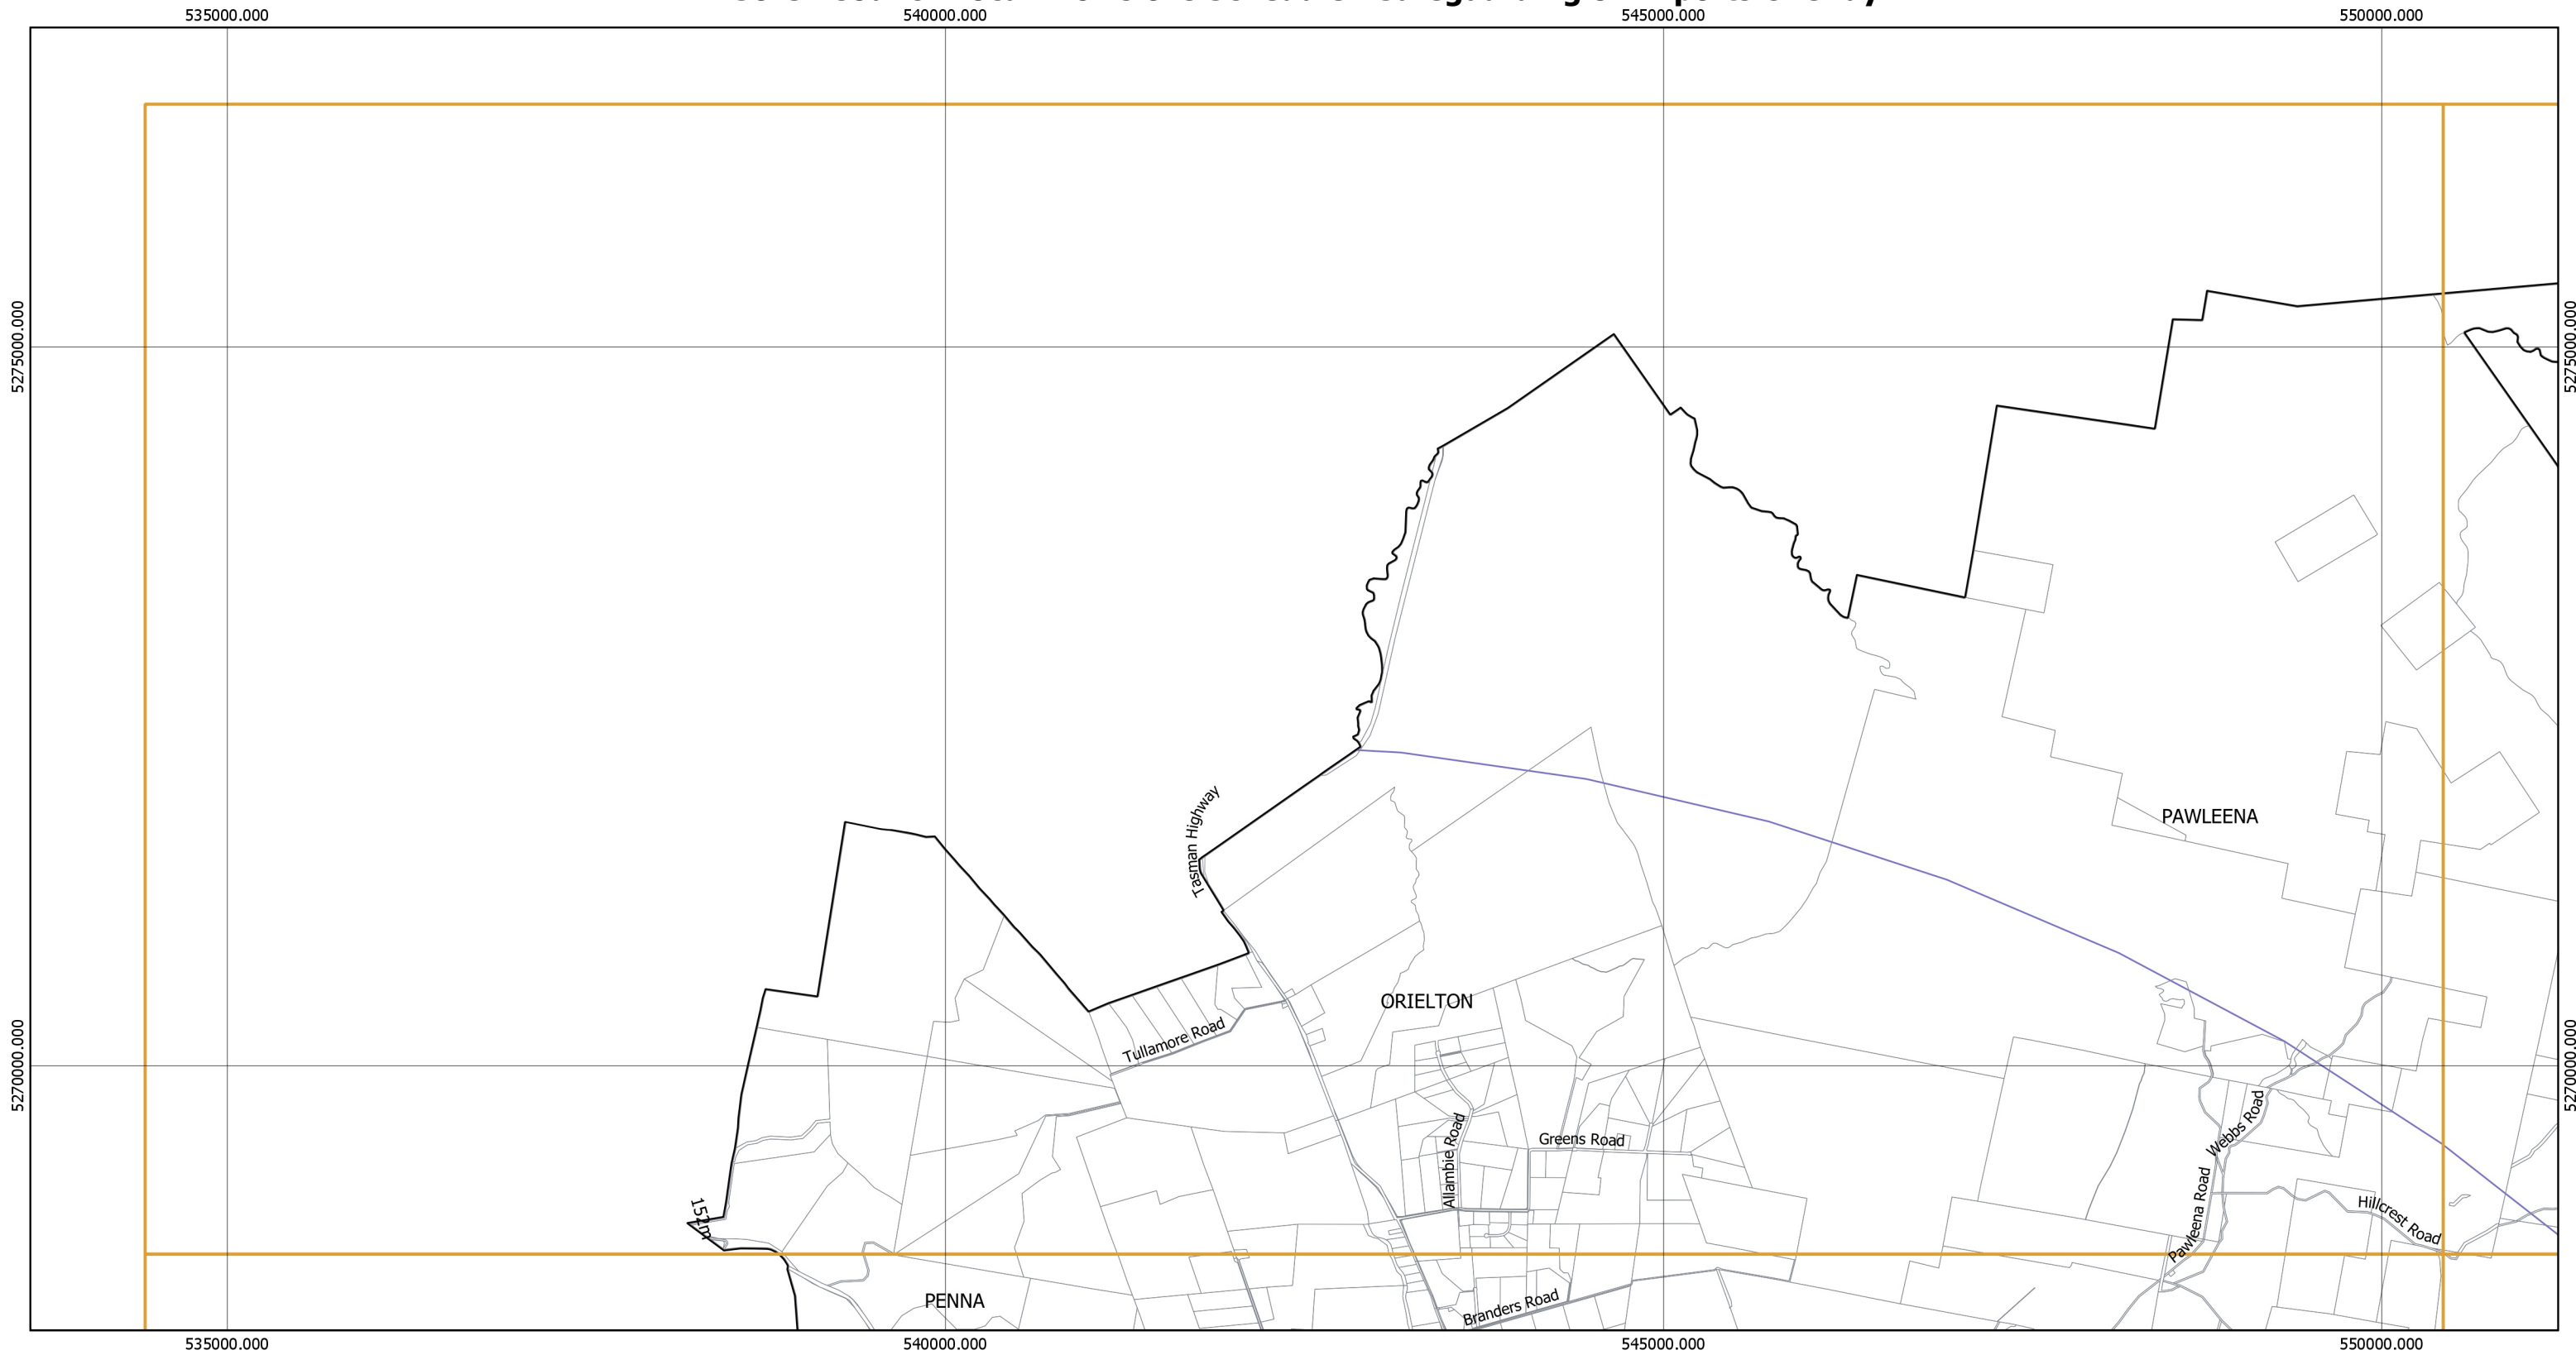 535000.000
540000.000
545000.000
550000.000
5275000.000
5275000.000
Tasman Highway
PAWLEENA
ORIELTON
Tullamore Road
5270000.000
5270000.000
Allambie Road
Greens Road
Webbs Road
Pawleena Road
Hillcrest Road
152m
PENNA
Branders Road
535000.000
540000.000
545000.000
550000.000